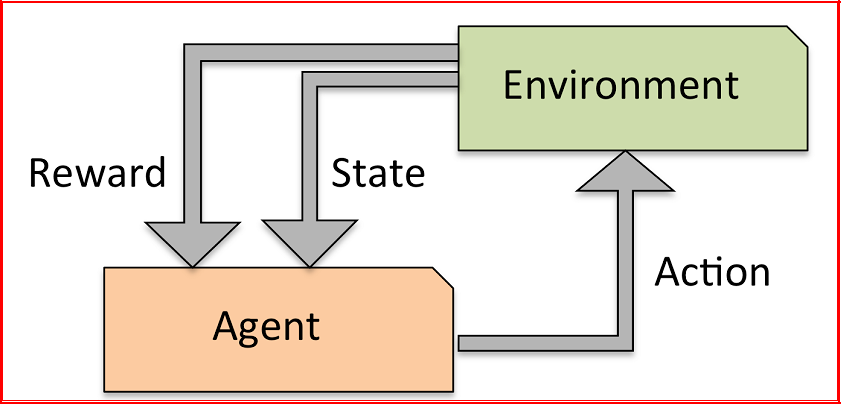 Environment
Reward
State
Action
Agent